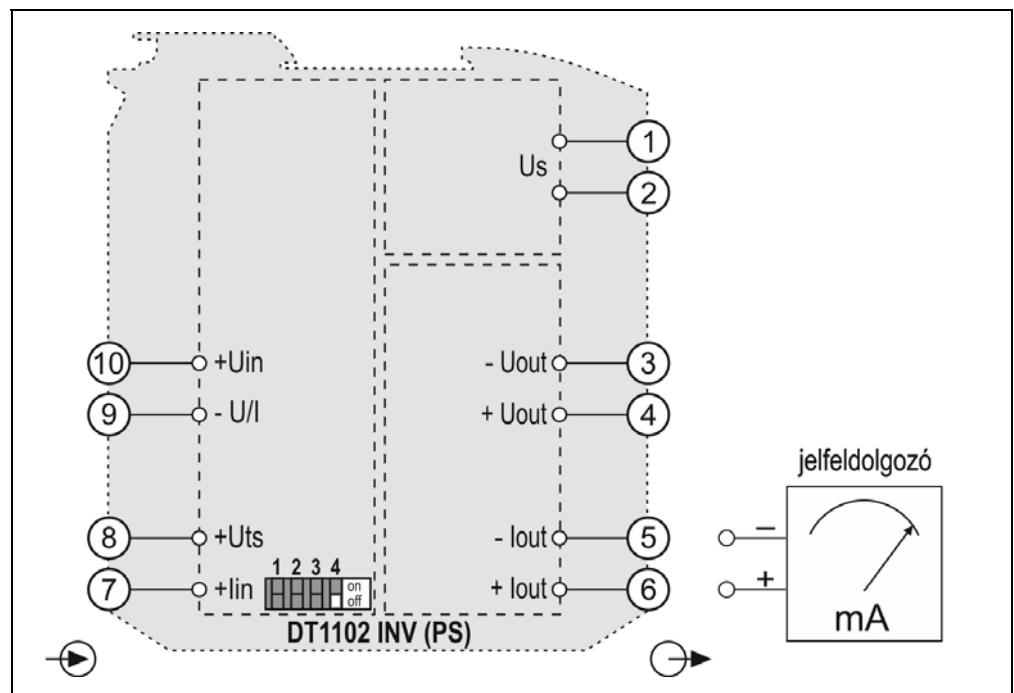 1
Us
2
10 +Uin
- Uout 3
9 - U/I
+ Uout 4
jelfeldolgozó
8 +Uts
- Iout 5
–
1 2 3 4
7 +Iin
on
off
+ Iout 6
+
mA
DT1102 INV (PS)